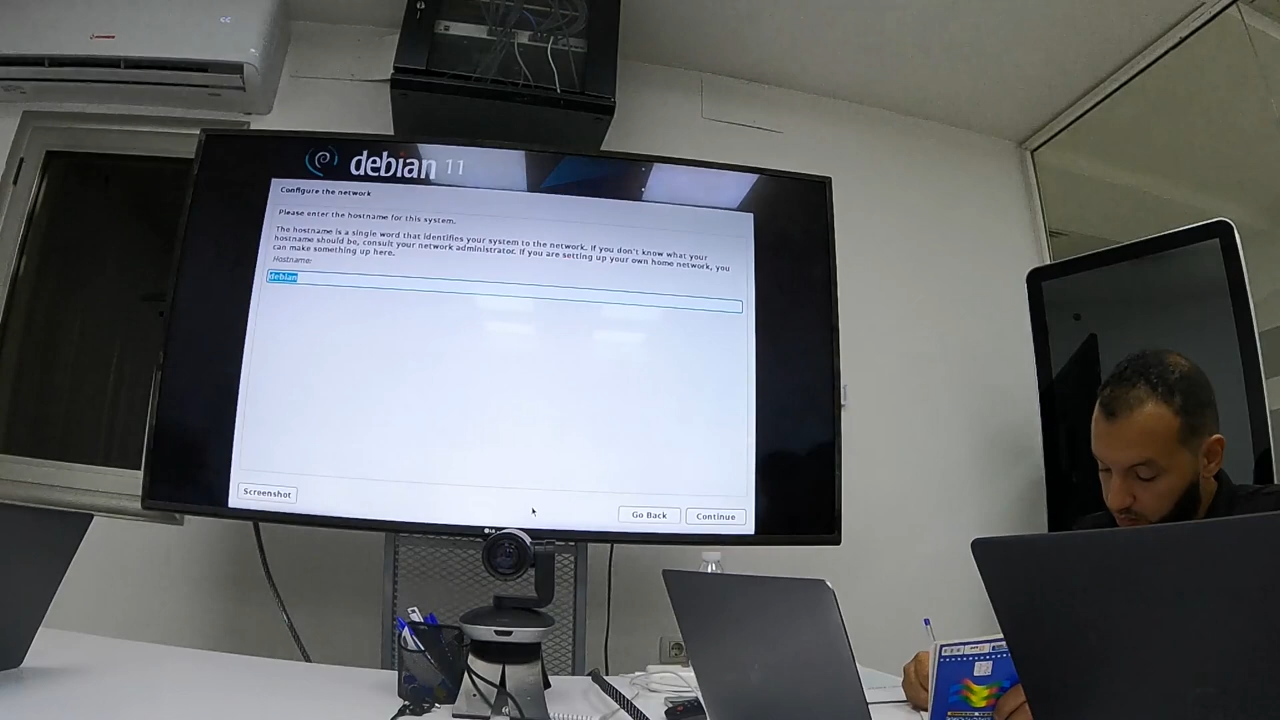 debian 11
Configure the network
Please enter the hostname for this system.
The hostname is a single word that identifies your system to the network. If you don't know what your
hostname should be, consult your network administrator. If you are setting up your own home network, you
can make something up here.
Hostname:
debian
Screenshot
Go Back
Continue
LG